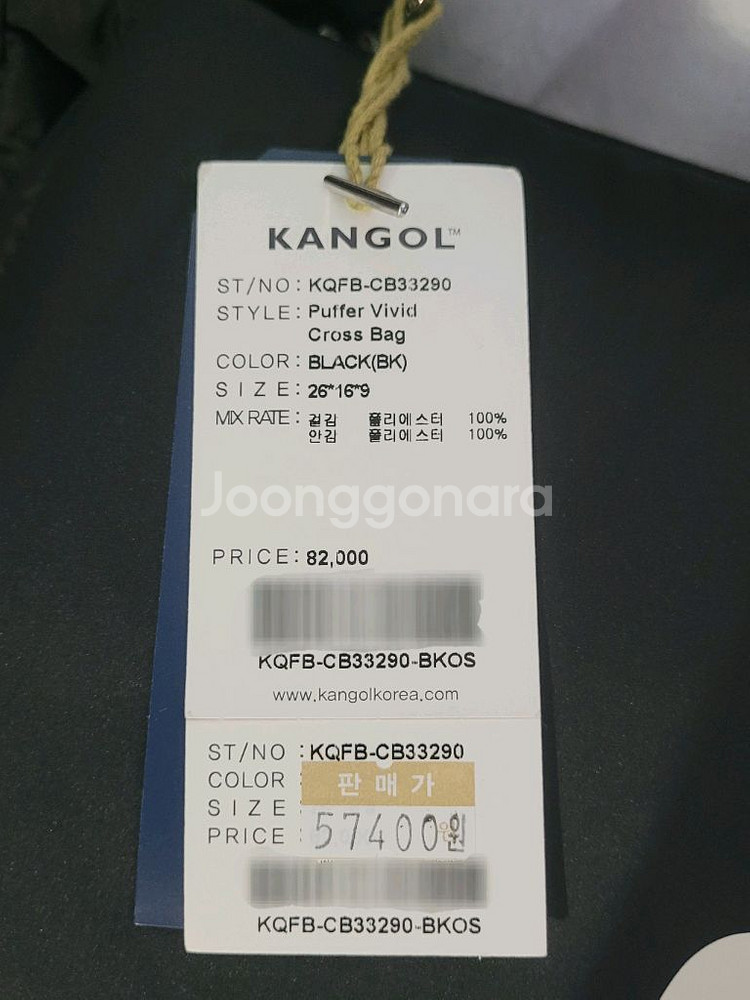 KANGOL™
ST/NO : KQFB-CB33290
STYLE : Puffer Vivid
Cross Bag
COLOR : BLACK(BK)
SIZE : 26*16*9
MIX RATE : 겉감 폴리에스터 100%
안감 폴리에스터 100%
Joonggonara
PRICE : 82,000
KQFB-CB33290-BKOS
www.kangolkorea.com
ST/NO : KQFB-CB33290
COLOR 판매가
SIZE :
PRICE : 57400원
KQFB-CB33290-BKOS